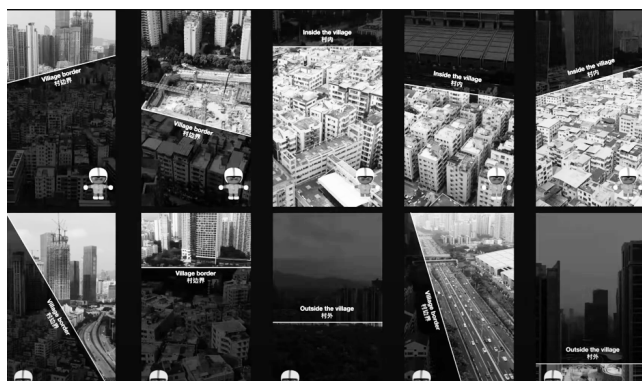 Village border
村边界
Village border
村边界
Inside the village
村内
Inside the village
村内
Inside the village
村内
Village border
村边界
Village border
村边界
Outside the village
村外
Village border
村边界
Outside the village
村外